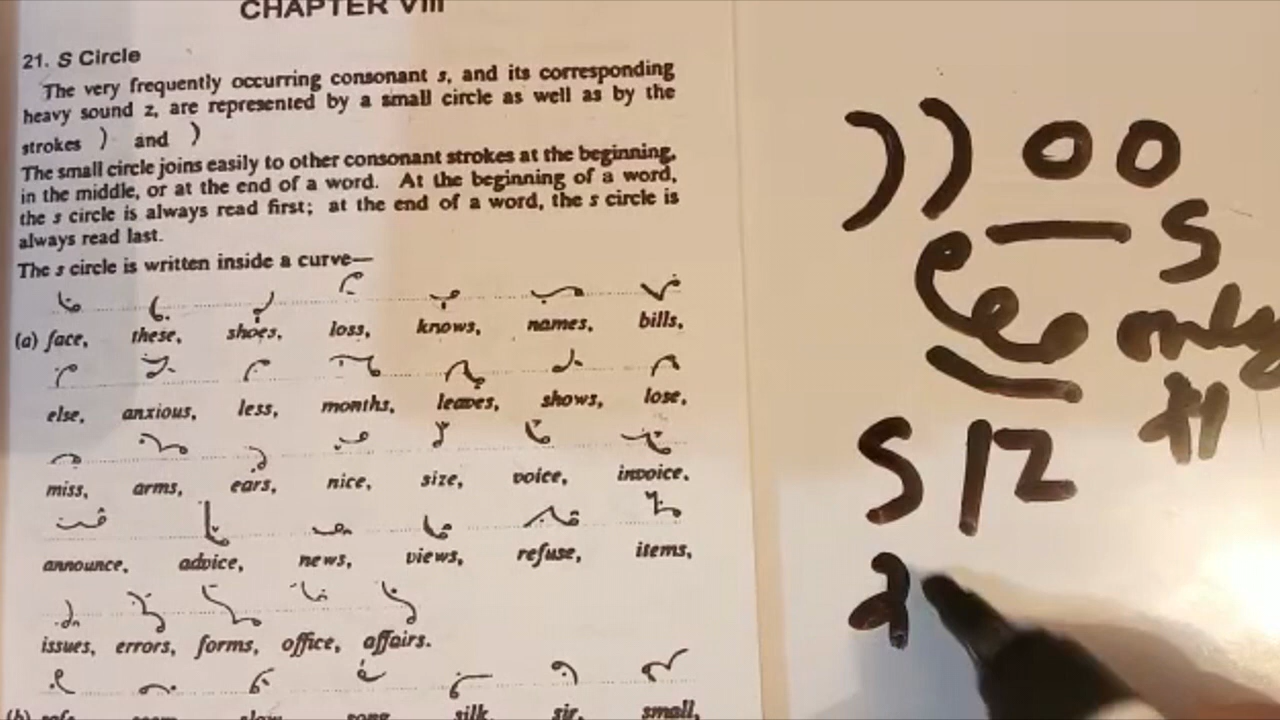 CHAPTER VIII
21. S Circle
The very frequently occurring consonant s, and its corresponding
heavy sound z, are represented by a small circle as well as by the
strokes ) and )
The small circle joins easily to other consonant strokes at the beginning,
in the middle, or at the end of a word. At the beginning of a word,
the s circle is always read first; at the end of a word, the s circle is
always read last.
The s circle is written inside a curve—
(a) face, these, shoes, loss, knows, names, bills,
else, anxious, less, months, leaves, shows, lose,
miss, arms, ears, nice, size, voice, invoice,
announce, advice, news, views, refuse, items,
issues, errors, forms, office, affairs.
(b) safe, seem, slow, song, silk, sir, small,
S
only
S / Z